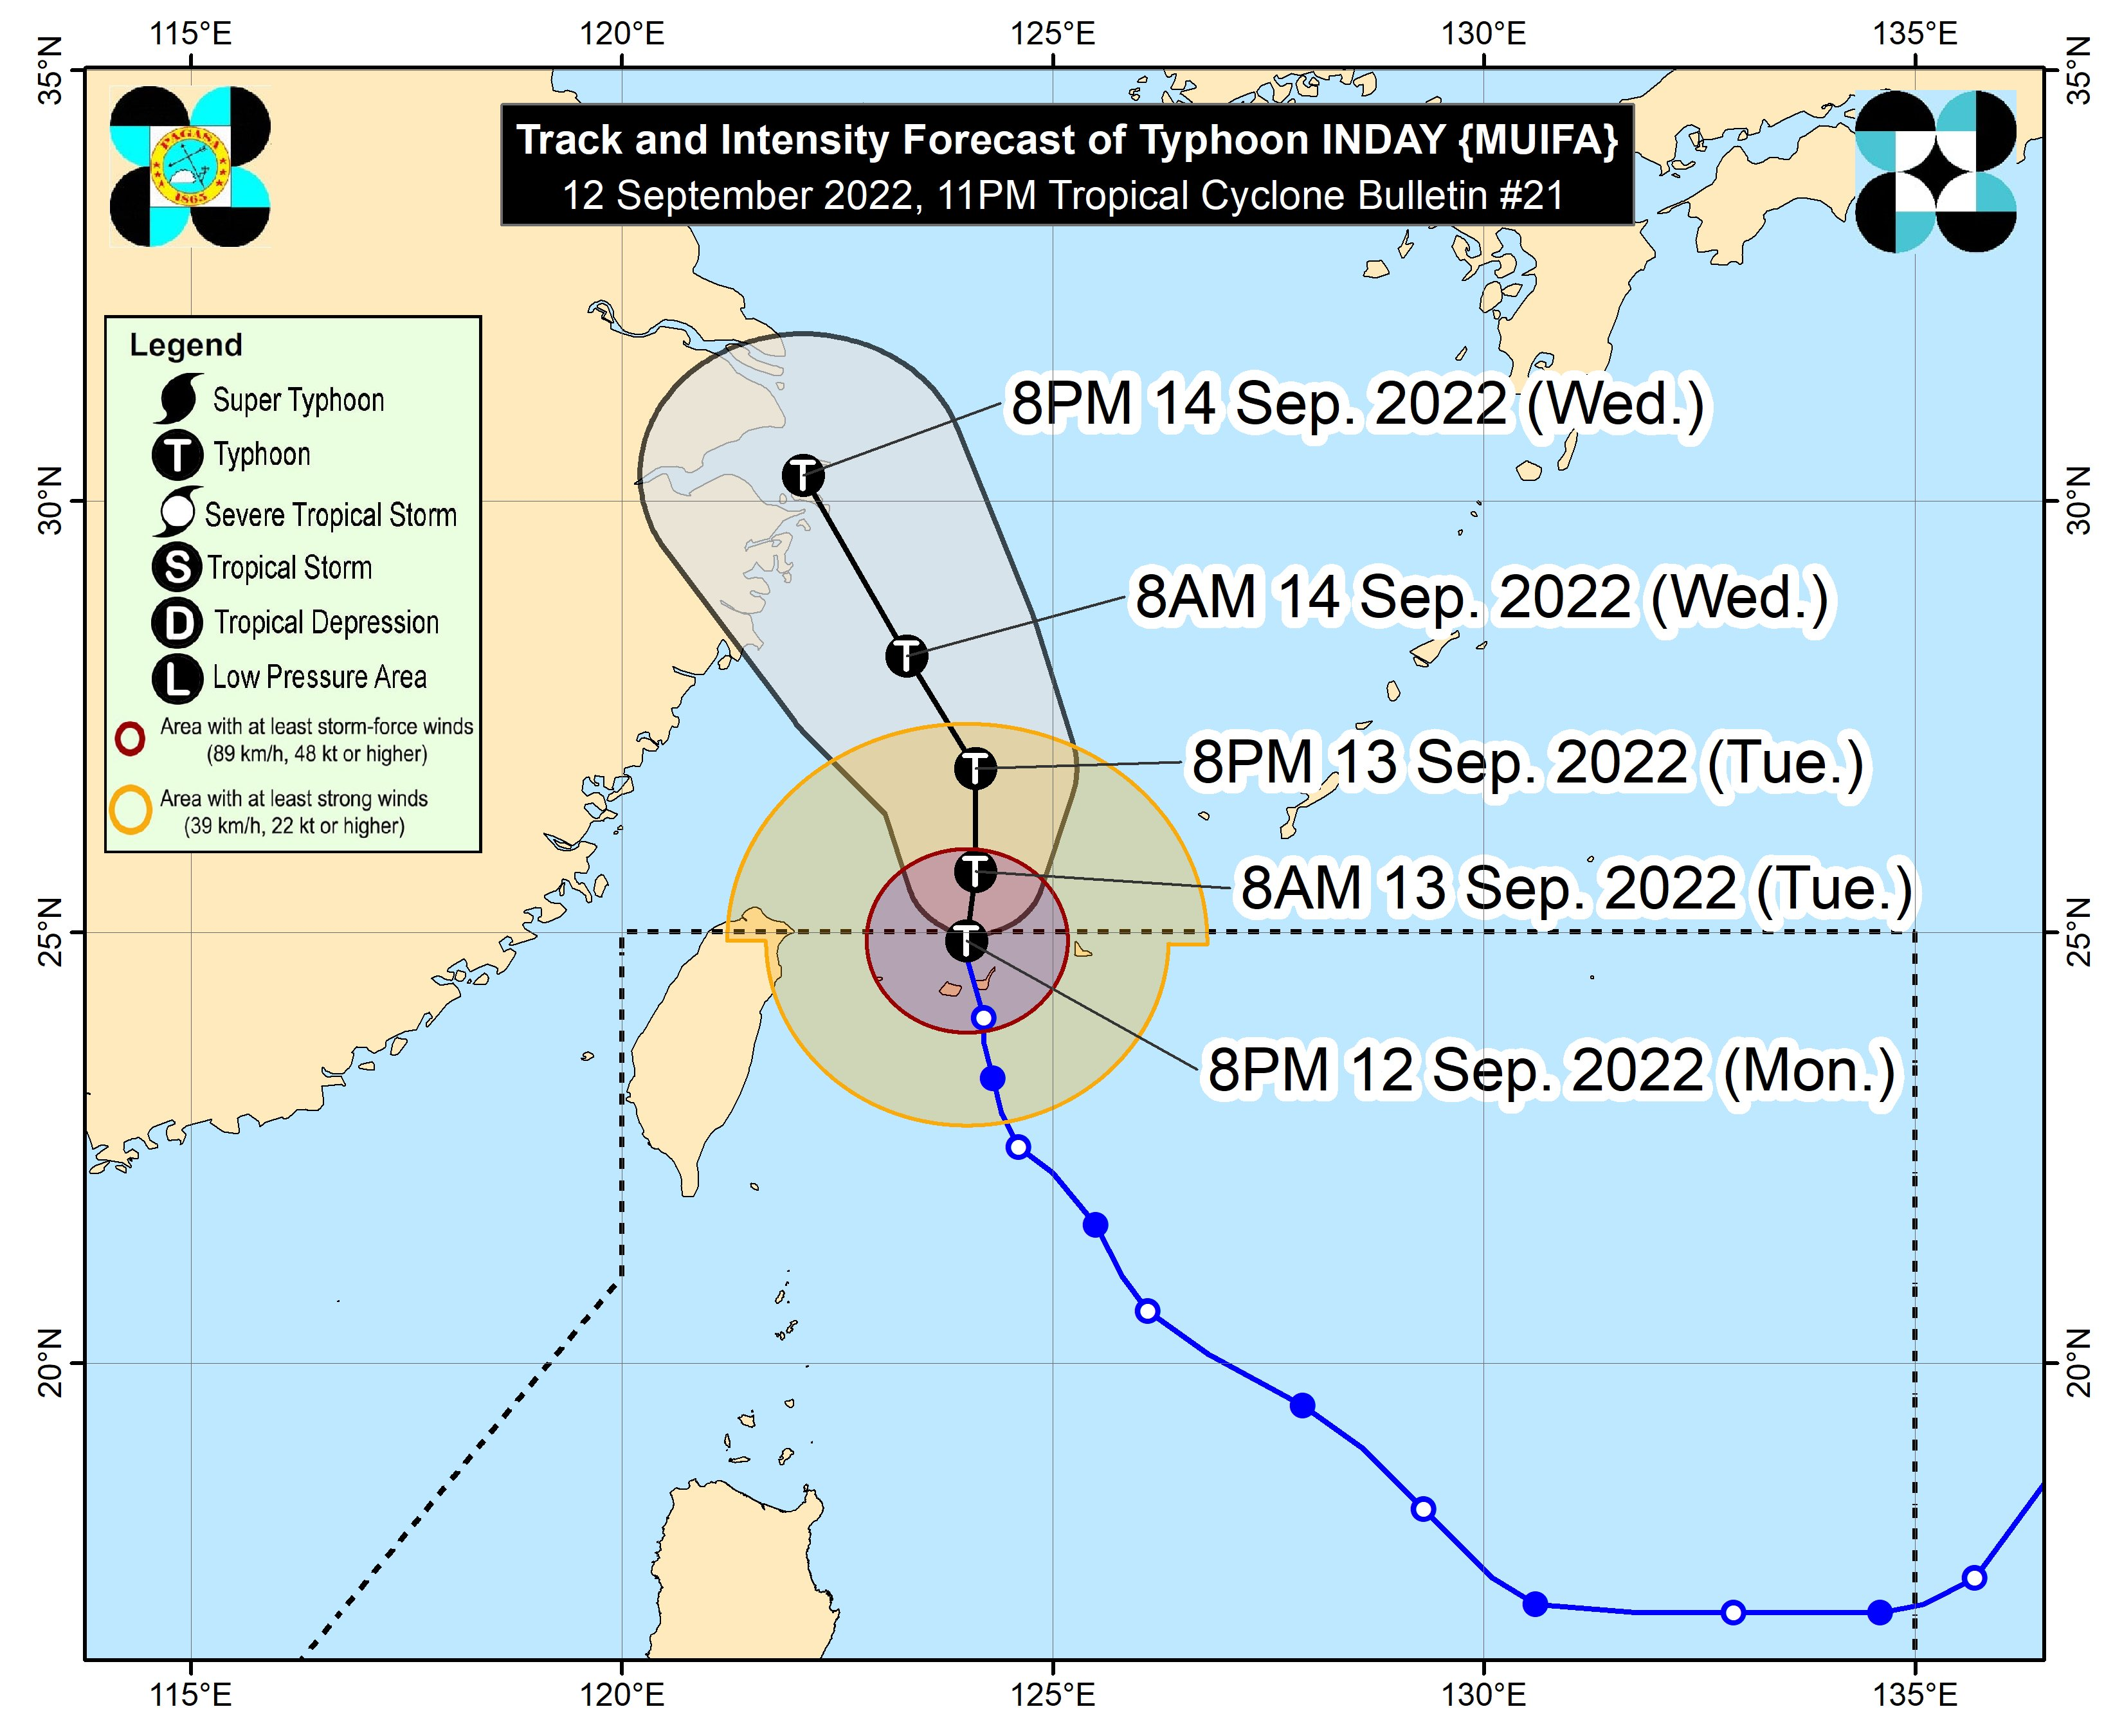 115°E 120°E 125°E 130°E 135°E
35°N 35°N
PAGASA
1865
Track and Intensity Forecast of Typhoon INDAY {MUIFA}
12 September 2022, 11PM Tropical Cyclone Bulletin #21
Legend
Super Typhoon
T Typhoon
Severe Tropical Storm
S Tropical Storm
D Tropical Depression
L Low Pressure Area
Area with at least storm-force winds
(89 km/h, 48 kt or higher)
Area with at least strong winds
(39 km/h, 22 kt or higher)
T 8PM 14 Sep. 2022 (Wed.)
30°N 30°N
T 8AM 14 Sep. 2022 (Wed.)
T 8PM 13 Sep. 2022 (Tue.)
T 8AM 13 Sep. 2022 (Tue.)
25°N 25°N
T 8PM 12 Sep. 2022 (Mon.)
20°N 20°N
115°E 120°E 125°E 130°E 135°E